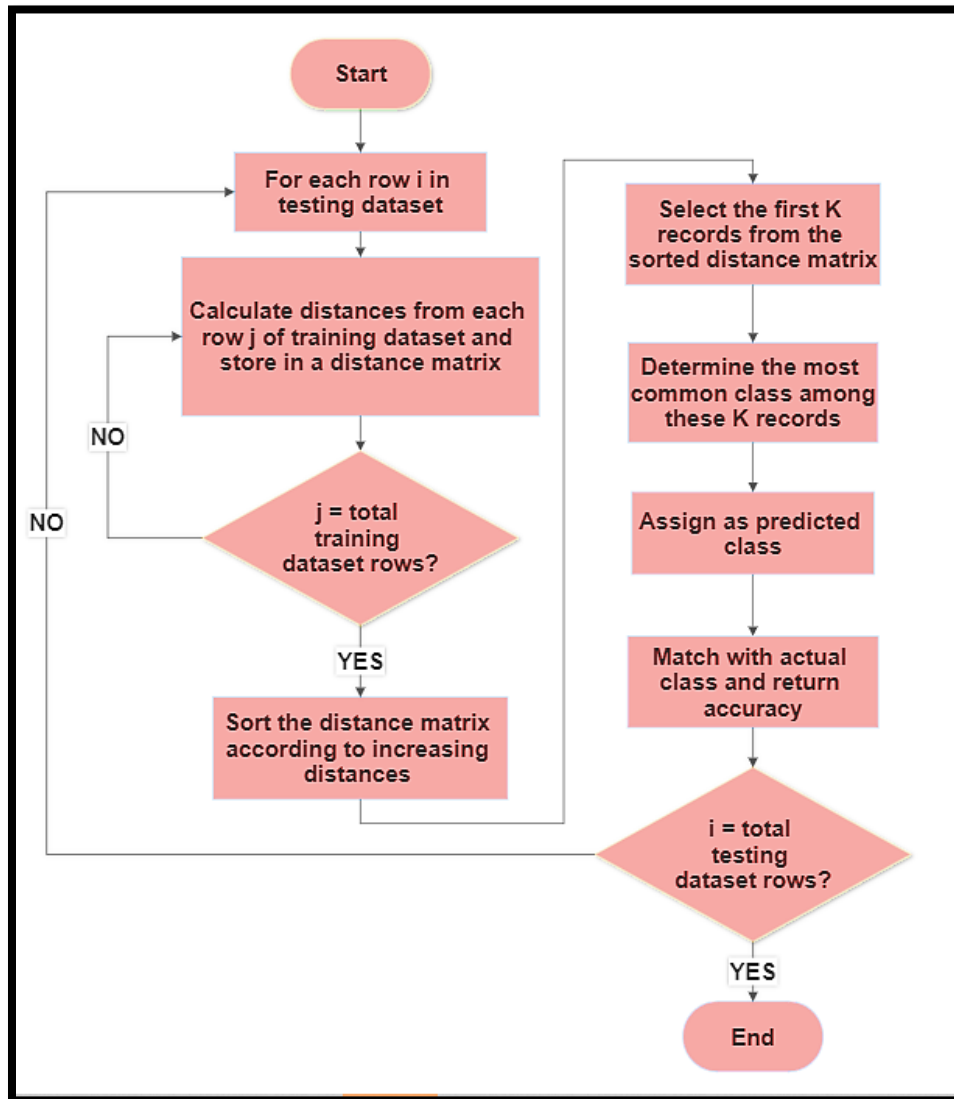 Start
For each row i in
testing dataset
Calculate distances from each
row j of training dataset and
store in a distance matrix
NO
j = total
training
dataset rows?
NO
YES
Sort the distance matrix
according to increasing
distances
Select the first K
records from the
sorted distance matrix
Determine the most
common class among
these K records
Assign as predicted
class
Match with actual
class and return
accuracy
i = total
testing
dataset rows?
YES
End